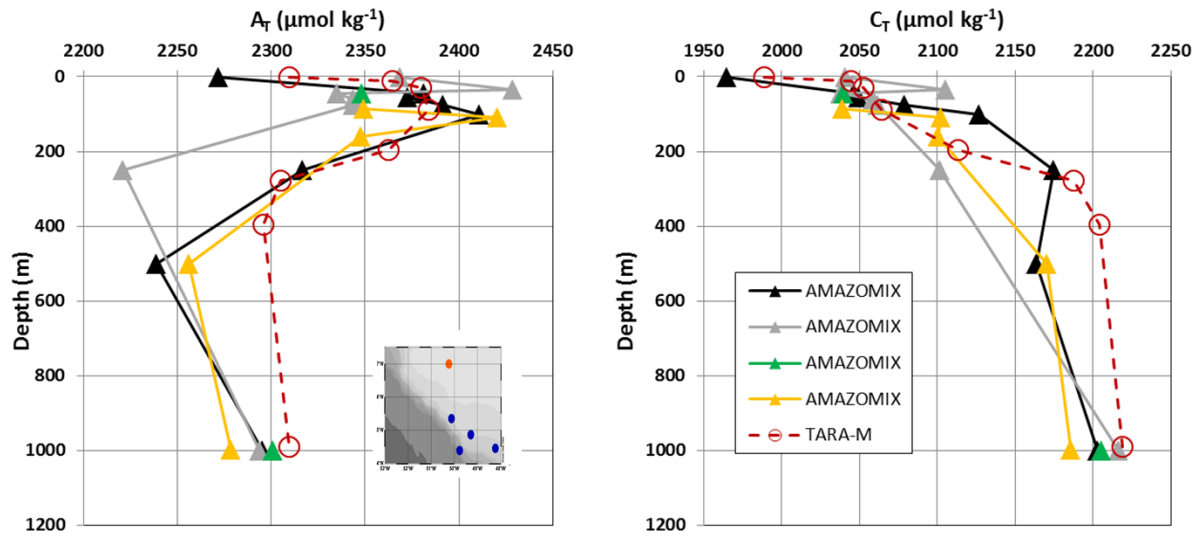 A_T (µmol kg⁻¹)
2200 2250 2300 2350 2400 2450
0
200
400
600
800
1000
1200
Depth (m)
C_T (µmol kg⁻¹)
1950 2000 2050 2100 2150 2200 2250
0
200
400
600
800
1000
1200
Depth (m)
AMAZOMIX
AMAZOMIX
AMAZOMIX
AMAZOMIX
TARA-M